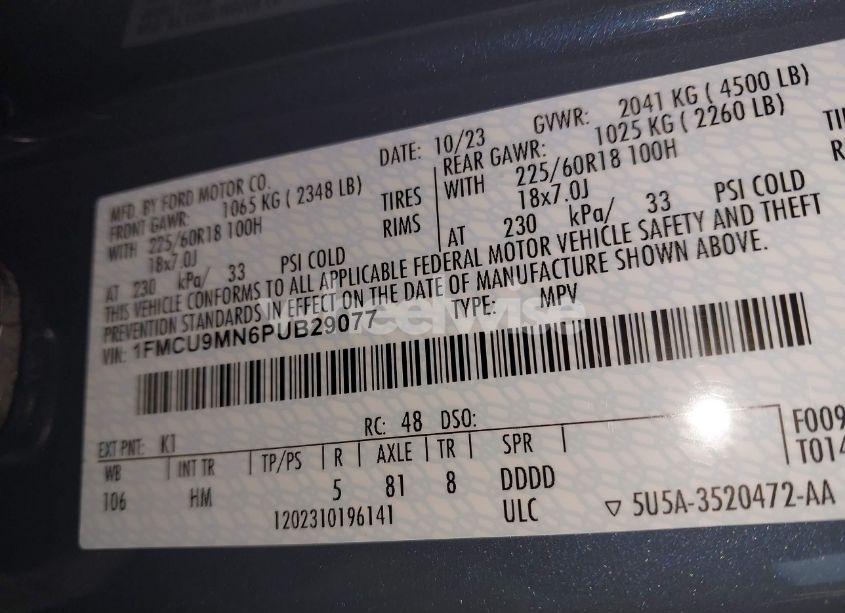 MFD. BY FORD MOTOR CO.
DATE: 10/23
GVWR: 2041 KG ( 4500 LB)
FRONT GAWR: 1065 KG ( 2348 LB)
WITH 225/60R18 100H TIRES
18x7.0J RIMS
AT 230 kPa/ 33 PSI COLD
REAR GAWR: 1025 KG ( 2260 LB)
WITH 225/60R18 100H
18x7.0J
AT 230 kPa/ 33 PSI COLD
THIS VEHICLE CONFORMS TO ALL APPLICABLE FEDERAL MOTOR VEHICLE SAFETY AND THEFT
PREVENTION STANDARDS IN EFFECT ON THE DATE OF MANUFACTURE SHOWN ABOVE.
VIN: 1FMCU9MN6PUB29077 TYPE: MPV
EXT PNT: K1 RC: 48 DSO:
WB INT TR TP/PS R AXLE TR SPR
106 HM 5 81 8 DDDD
1202310196141 ULC
F009
T014
5U5A-3520472-AA